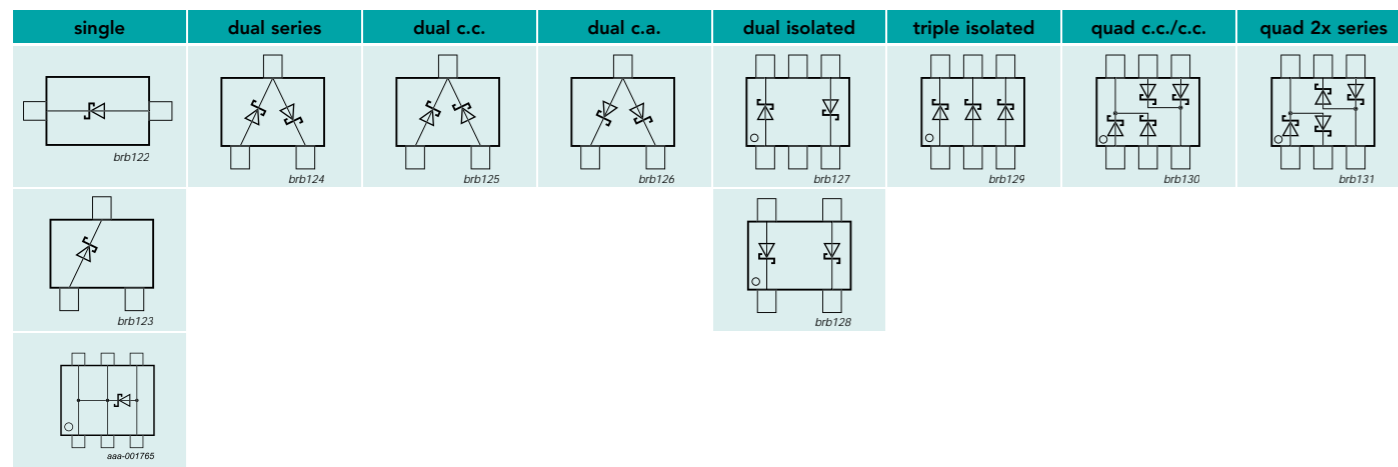 single
dual series
dual c.c.
dual c.a.
dual isolated
triple isolated
quad c.c./c.c.
quad 2x series
brb122
brb124
brb125
brb126
brb127
brb129
brb130
brb131
brb123
brb128
aaa-001765